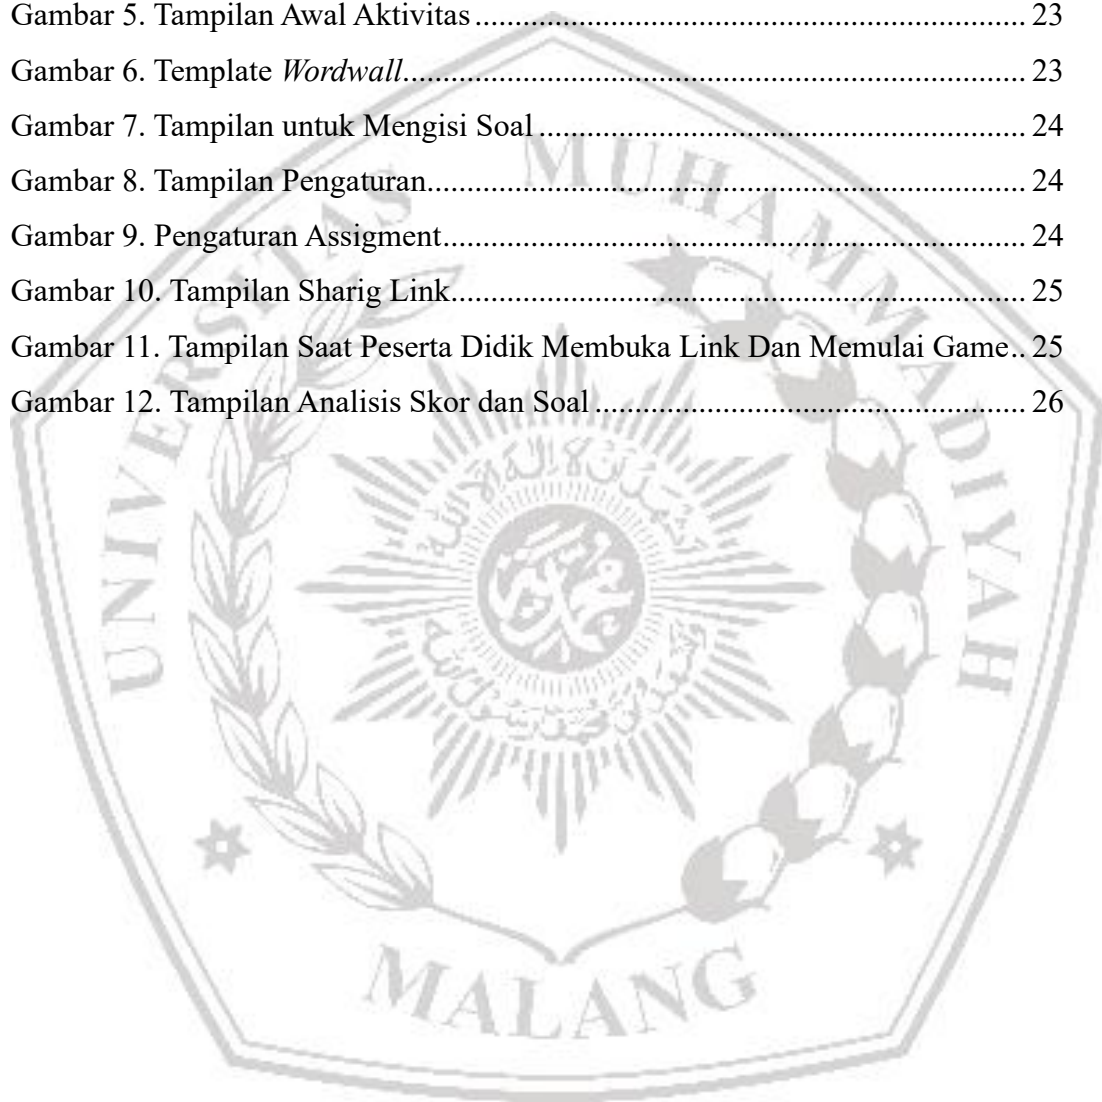 Gambar 5. Tampilan Awal Aktivitas ..................................................................... 23
Gambar 6. Template Wordwall.............................................................................. 23
Gambar 7. Tampilan untuk Mengisi Soal ............................................................. 24
Gambar 8. Tampilan Pengaturan........................................................................... 24
Gambar 9. Pengaturan Assigment......................................................................... 24
Gambar 10. Tampilan Sharig Link........................................................................ 25
Gambar 11. Tampilan Saat Peserta Didik Membuka Link Dan Memulai Game.. 25
Gambar 12. Tampilan Analisis Skor dan Soal ...................................................... 26
UNIVERSITAS MUHAMMADIYAH
MALANG